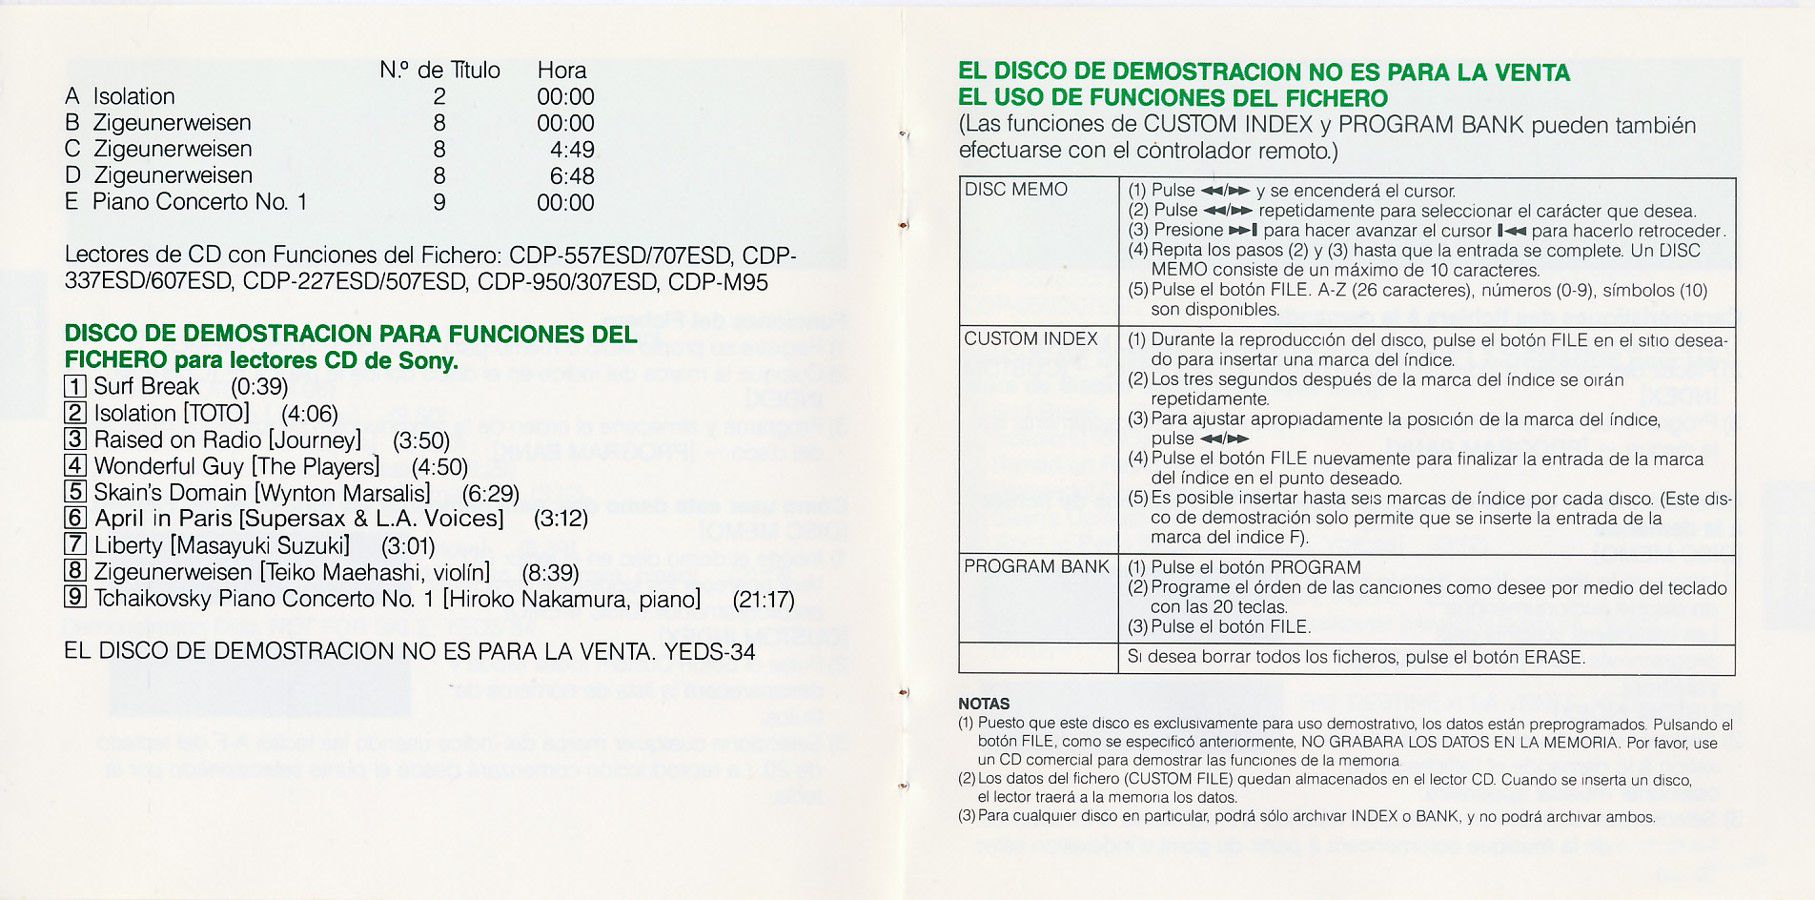 N.º de Título Hora
A Isolation 2 00:00
B Zigeunerweisen 8 00:00
C Zigeunerweisen 8 4:49
D Zigeunerweisen 8 6:48
E Piano Concerto No. 1 9 00:00
Lectores de CD con Funciones del Fichero: CDP-557ESD/707ESD, CDP-
337ESD/607ESD, CDP-227ESD/507ESD, CDP-950/307ESD, CDP-M95
DISCO DE DEMOSTRACION PARA FUNCIONES DEL
FICHERO para lectores CD de Sony.
1 Surf Break (0:39)
2 Isolation [TOTO] (4:06)
3 Raised on Radio [Journey] (3:50)
4 Wonderful Guy [The Players] (4:50)
5 Skain's Domain [Wynton Marsalis] (6:29)
6 April in Paris [Supersax & L.A. Voices] (3:12)
7 Liberty [Masayuki Suzuki] (3:01)
8 Zigeunerweisen [Teiko Maehashi, violín] (8:39)
9 Tchaikovsky Piano Concerto No. 1 [Hiroko Nakamura, piano] (21:17)
EL DISCO DE DEMOSTRACION NO ES PARA LA VENTA. YEDS-34
EL DISCO DE DEMOSTRACION NO ES PARA LA VENTA
EL USO DE FUNCIONES DEL FICHERO
(Las funciones de CUSTOM INDEX y PROGRAM BANK pueden también
efectuarse con el controlador remoto.)
DISC MEMO
(1) Pulse ◀◀/▶▶ y se encenderá el cursor.
(2) Pulse ◀◀/▶▶ repetidamente para seleccionar el carácter que desea.
(3) Presione ▶▶I para hacer avanzar el cursor I◀◀ para hacerlo retroceder.
(4) Repita los pasos (2) y (3) hasta que la entrada se complete. Un DISC
MEMO consiste de un máximo de 10 caracteres.
(5) Pulse el botón FILE. A-Z (26 caracteres), números (0-9), símbolos (10)
son disponibles.
CUSTOM INDEX
(1) Durante la reproducción del disco, pulse el botón FILE en el sitio desea-
do para insertar una marca del índice.
(2) Los tres segundos después de la marca del índice se oirán
repetidamente.
(3) Para ajustar apropiadamente la posición de la marca del índice,
pulse ◀◀/▶▶
(4) Pulse el botón FILE nuevamente para finalizar la entrada de la marca
del índice en el punto deseado.
(5) Es posible insertar hasta seis marcas de índice por cada disco. (Este dis-
co de demostración solo permite que se inserte la entrada de la
marca del indice F).
PROGRAM BANK
(1) Pulse el botón PROGRAM
(2) Programe el órden de las canciones como desee por medio del teclado
con las 20 teclas.
(3) Pulse el botón FILE.
Si desea borrar todos los ficheros, pulse el botón ERASE.
NOTAS
(1) Puesto que este disco es exclusivamente para uso demostrativo, los datos están preprogramados. Pulsando el
botón FILE, como se especificó anteriormente, NO GRABARA LOS DATOS EN LA MEMORIA. Por favor, use
un CD comercial para demostrar las funciones de la memoria.
(2) Los datos del fichero (CUSTOM FILE) quedan almacenados en el lector CD. Cuando se inserta un disco,
el lector traerá a la memoria los datos.
(3) Para cualquier disco en particular, podrá sólo archivar INDEX o BANK, y no podrá archivar ambos.